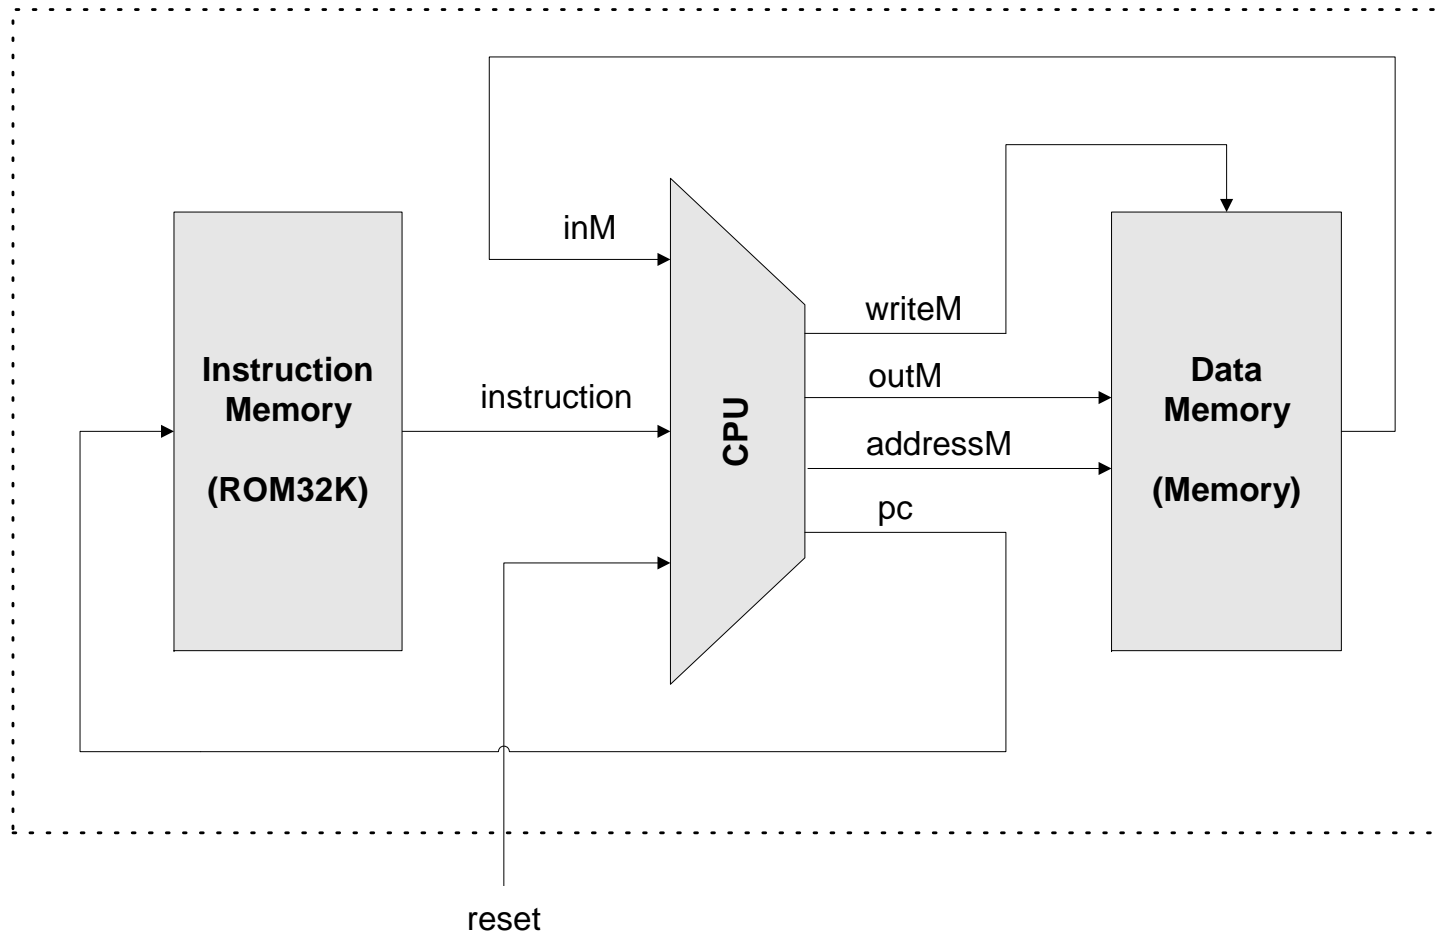 inM
writeM
Instruction
Memory
(ROM32K)
instruction
CPU
outM
addressM
pc
Data
Memory
(Memory)
reset